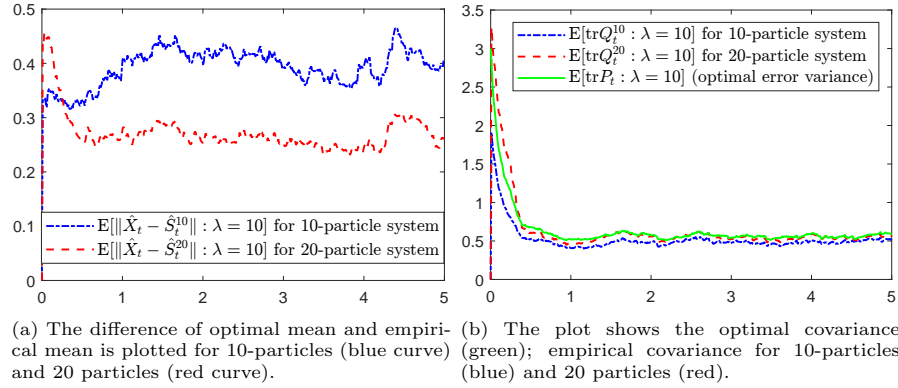 0.5
0.4
0.3
0.2
0.1
0
0 1 2 3 4 5
E[‖X̂_t − Ŝ_t^{10}‖ : λ = 10] for 10-particle system
E[‖X̂_t − Ŝ_t^{20}‖ : λ = 10] for 20-particle system
(a) The difference of optimal mean and empiri-
cal mean is plotted for 10-particles (blue curve)
and 20 particles (red curve).
3.5
3
2.5
2
1.5
1
0.5
0
0 1 2 3 4 5
E[trQ_t^{10} : λ = 10] for 10-particle system
E[trQ_t^{20} : λ = 10] for 20-particle system
E[trP_t : λ = 10] (optimal error variance)
(b) The plot shows the optimal covariance
(green); empirical covariance for 10-particles
(blue) and 20 particles (red).